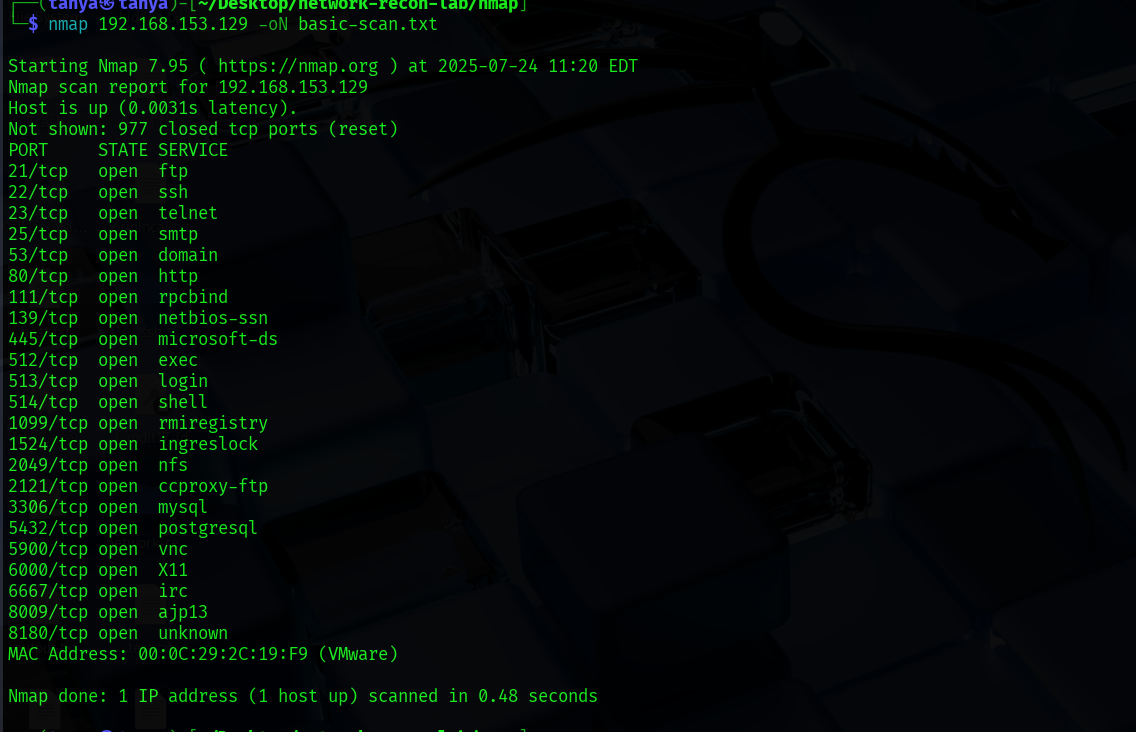 ┌──(tanya㉿tanya)-[~/Desktop/network-recon-lab/nmap]
└─$ nmap 192.168.153.129 -oN basic-scan.txt
Starting Nmap 7.95 ( https://nmap.org ) at 2025-07-24 11:20 EDT
Nmap scan report for 192.168.153.129
Host is up (0.0031s latency).
Not shown: 977 closed tcp ports (reset)
PORT     STATE SERVICE
21/tcp   open  ftp
22/tcp   open  ssh
23/tcp   open  telnet
25/tcp   open  smtp
53/tcp   open  domain
80/tcp   open  http
111/tcp  open  rpcbind
139/tcp  open  netbios-ssn
445/tcp  open  microsoft-ds
512/tcp  open  exec
513/tcp  open  login
514/tcp  open  shell
1099/tcp open  rmiregistry
1524/tcp open  ingreslock
2049/tcp open  nfs
2121/tcp open  ccproxy-ftp
3306/tcp open  mysql
5432/tcp open  postgresql
5900/tcp open  vnc
6000/tcp open  X11
6667/tcp open  irc
8009/tcp open  ajp13
8180/tcp open  unknown
MAC Address: 00:0C:29:2C:19:F9 (VMware)
Nmap done: 1 IP address (1 host up) scanned in 0.48 seconds